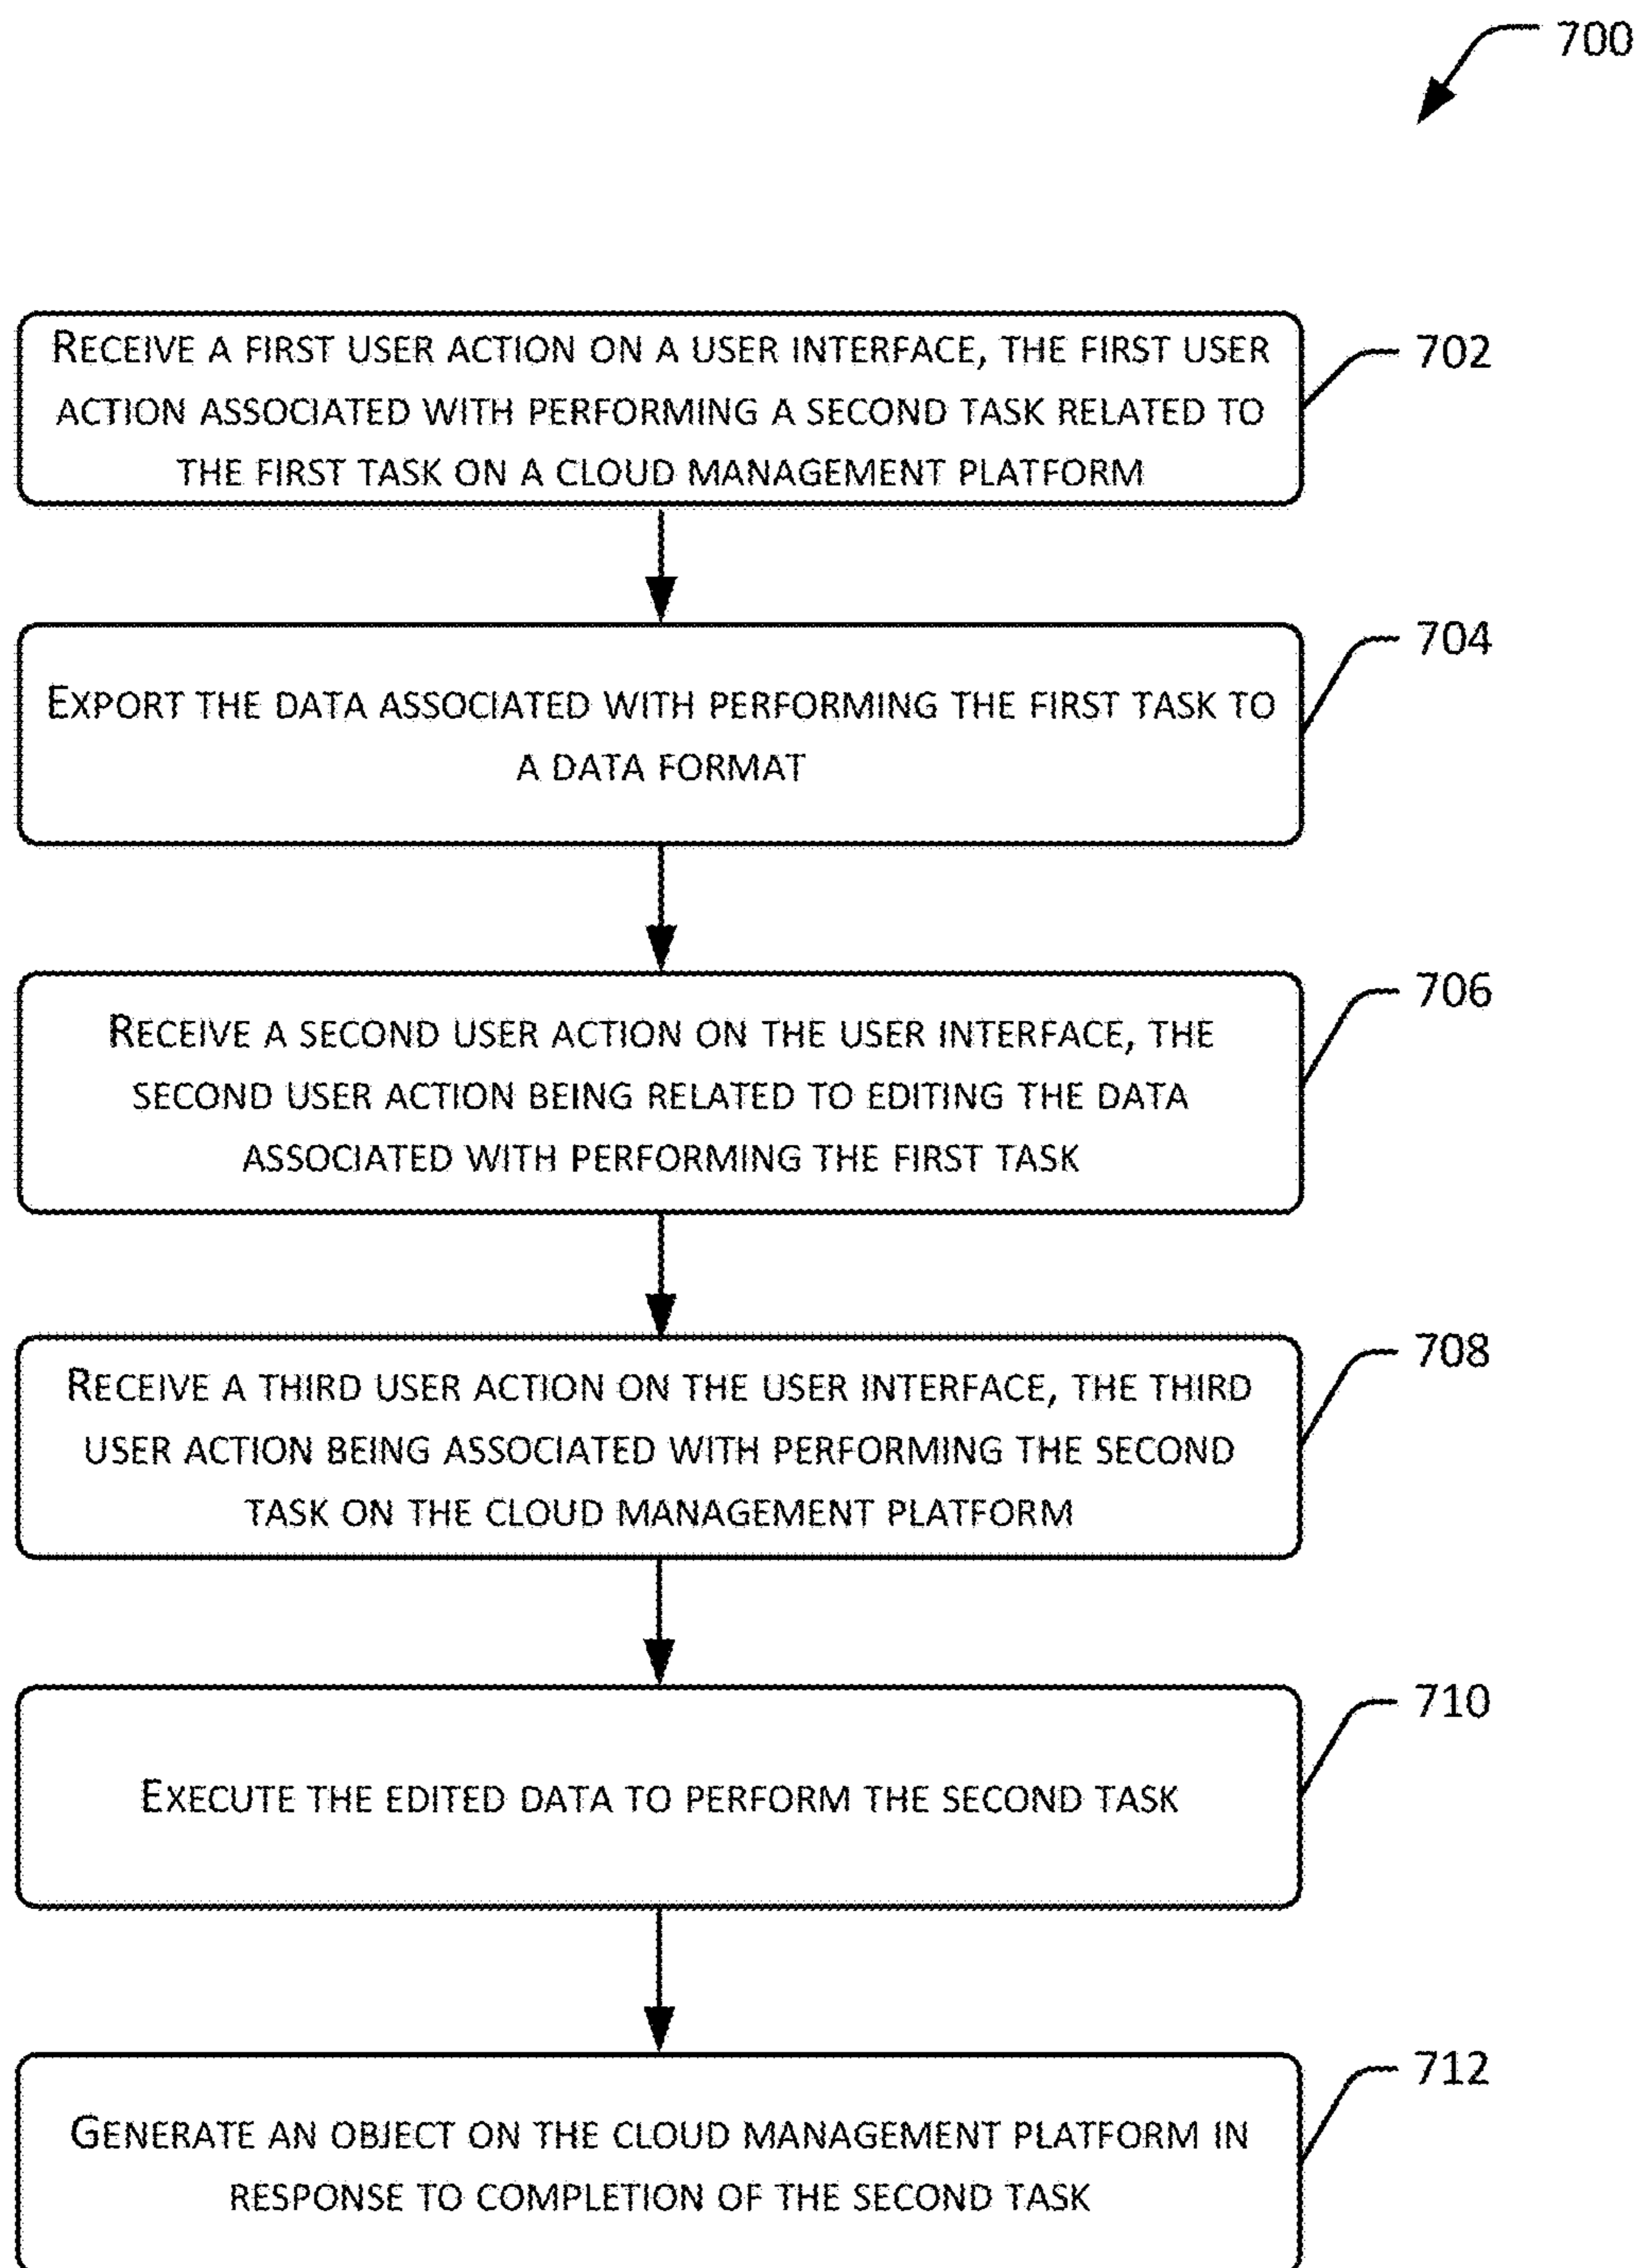 700
RECEIVE A FIRST USER ACTION ON A USER INTERFACE, THE FIRST USER
ACTION ASSOCIATED WITH PERFORMING A SECOND TASK RELATED TO
THE FIRST TASK ON A CLOUD MANAGEMENT PLATFORM
702
EXPORT THE DATA ASSOCIATED WITH PERFORMING THE FIRST TASK TO
A DATA FORMAT
704
RECEIVE A SECOND USER ACTION ON THE USER INTERFACE, THE
SECOND USER ACTION BEING RELATED TO EDITING THE DATA
ASSOCIATED WITH PERFORMING THE FIRST TASK
706
RECEIVE A THIRD USER ACTION ON THE USER INTERFACE, THE THIRD
USER ACTION BEING ASSOCIATED WITH PERFORMING THE SECOND
TASK ON THE CLOUD MANAGEMENT PLATFORM
708
EXECUTE THE EDITED DATA TO PERFORM THE SECOND TASK
710
GENERATE AN OBJECT ON THE CLOUD MANAGEMENT PLATFORM IN
RESPONSE TO COMPLETION OF THE SECOND TASK
712